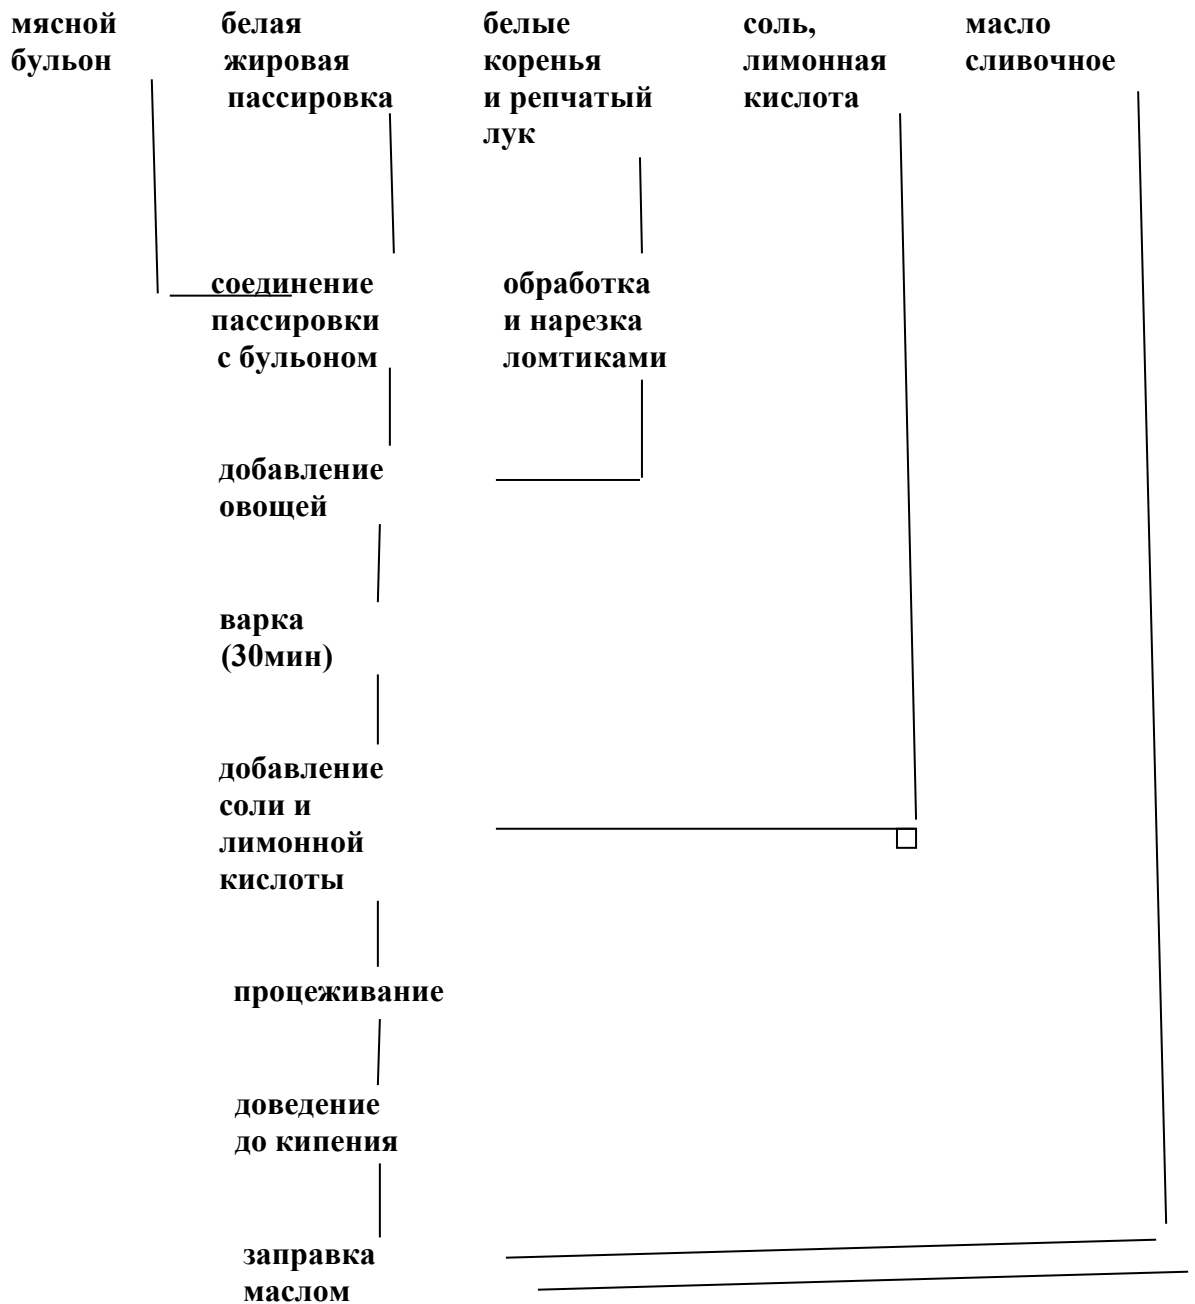 мясной
бульон
белая
жировая
пассировка
белые
коренья
и репчатый
лук
соль,
лимонная
кислота
масло
сливочное
соединение
пассировки
с бульоном
обработка
и нарезка
ломтиками
добавление
овощей
варка
(30мин)
добавление
соли и
лимонной
кислоты
процеживание
доведение
до кипения
заправка
маслом